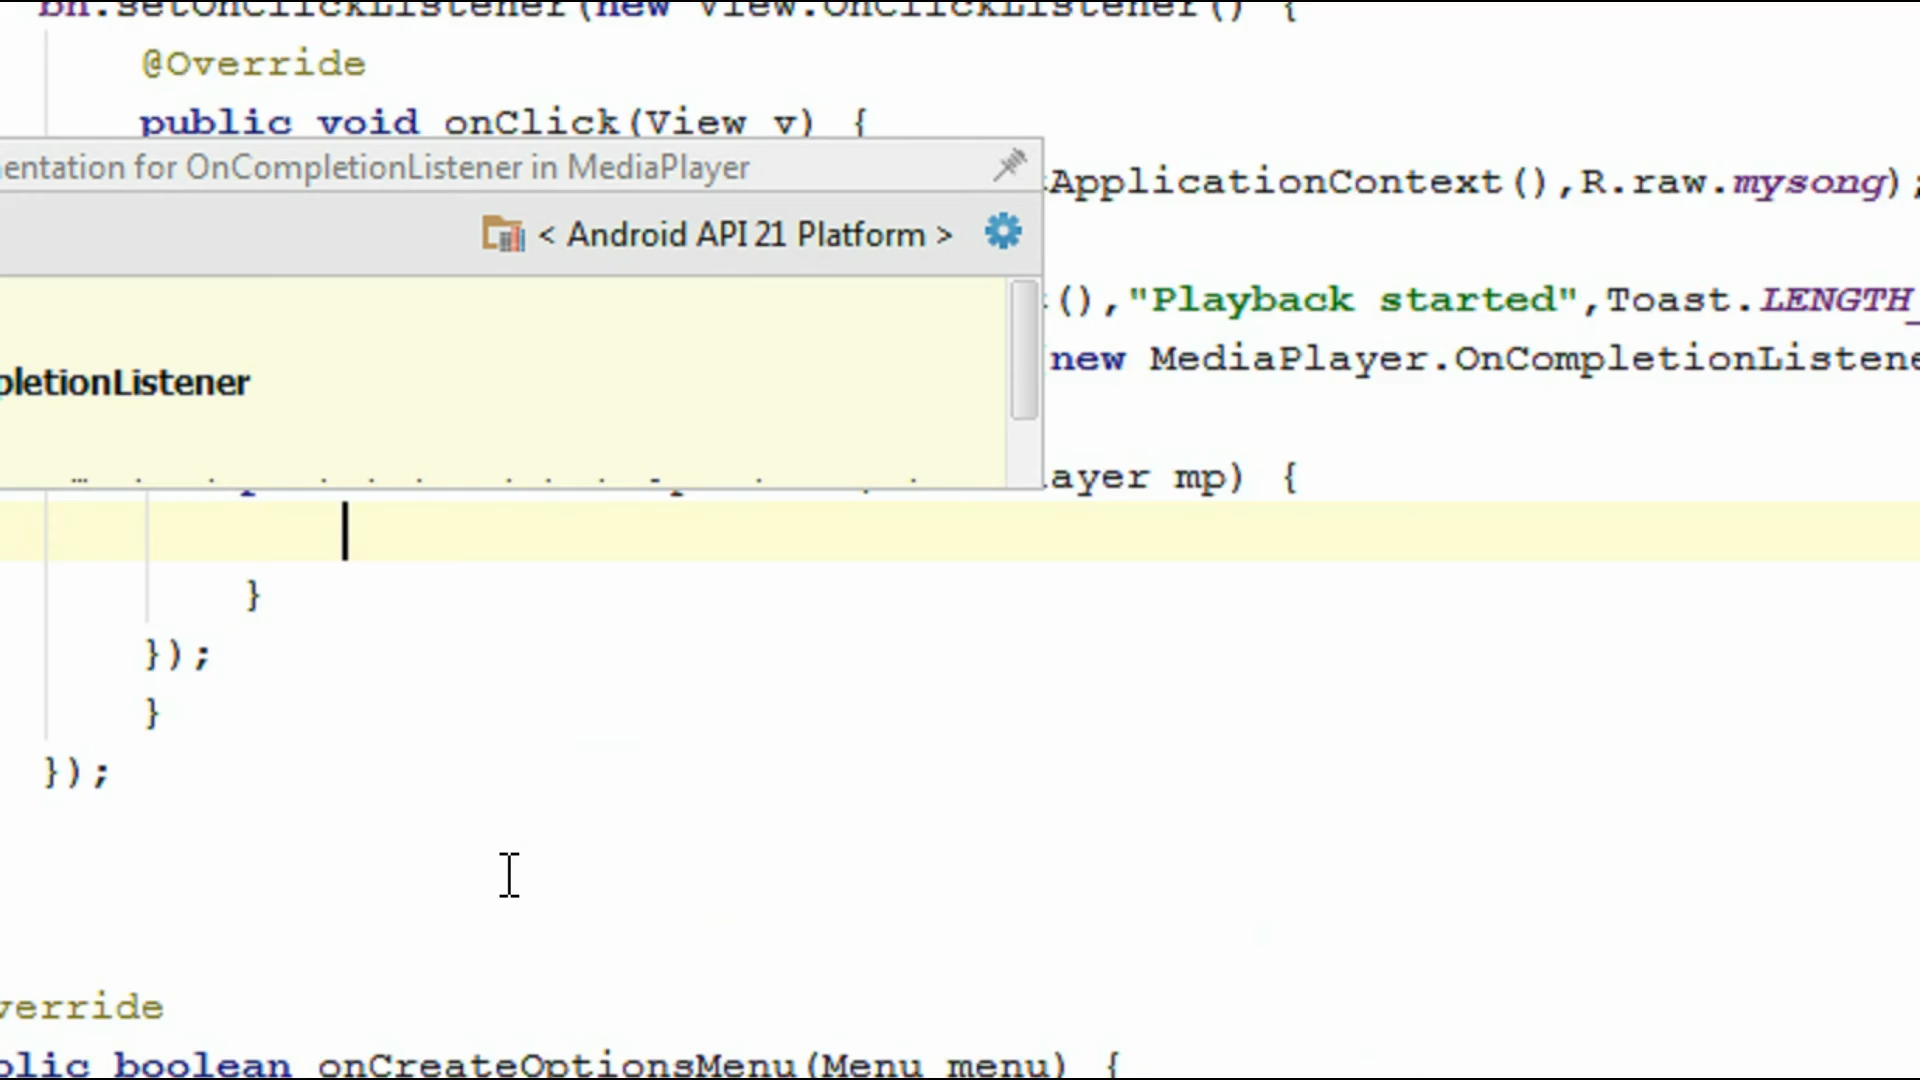 bn.setOnClickListener(new View.OnClickListener() {
@Override
public void onClick(View v) {
entation for OnCompletionListener in MediaPlayer
ApplicationContext(),R.raw.mysong);
< Android API 21 Platform >
(),"Playback started",Toast.LENGTH_
new MediaPlayer.OnCompletionListene
pletionListener
ayer mp) {
}
});
}
});
verride
blic boolean onCreateOptionsMenu(Menu menu) {